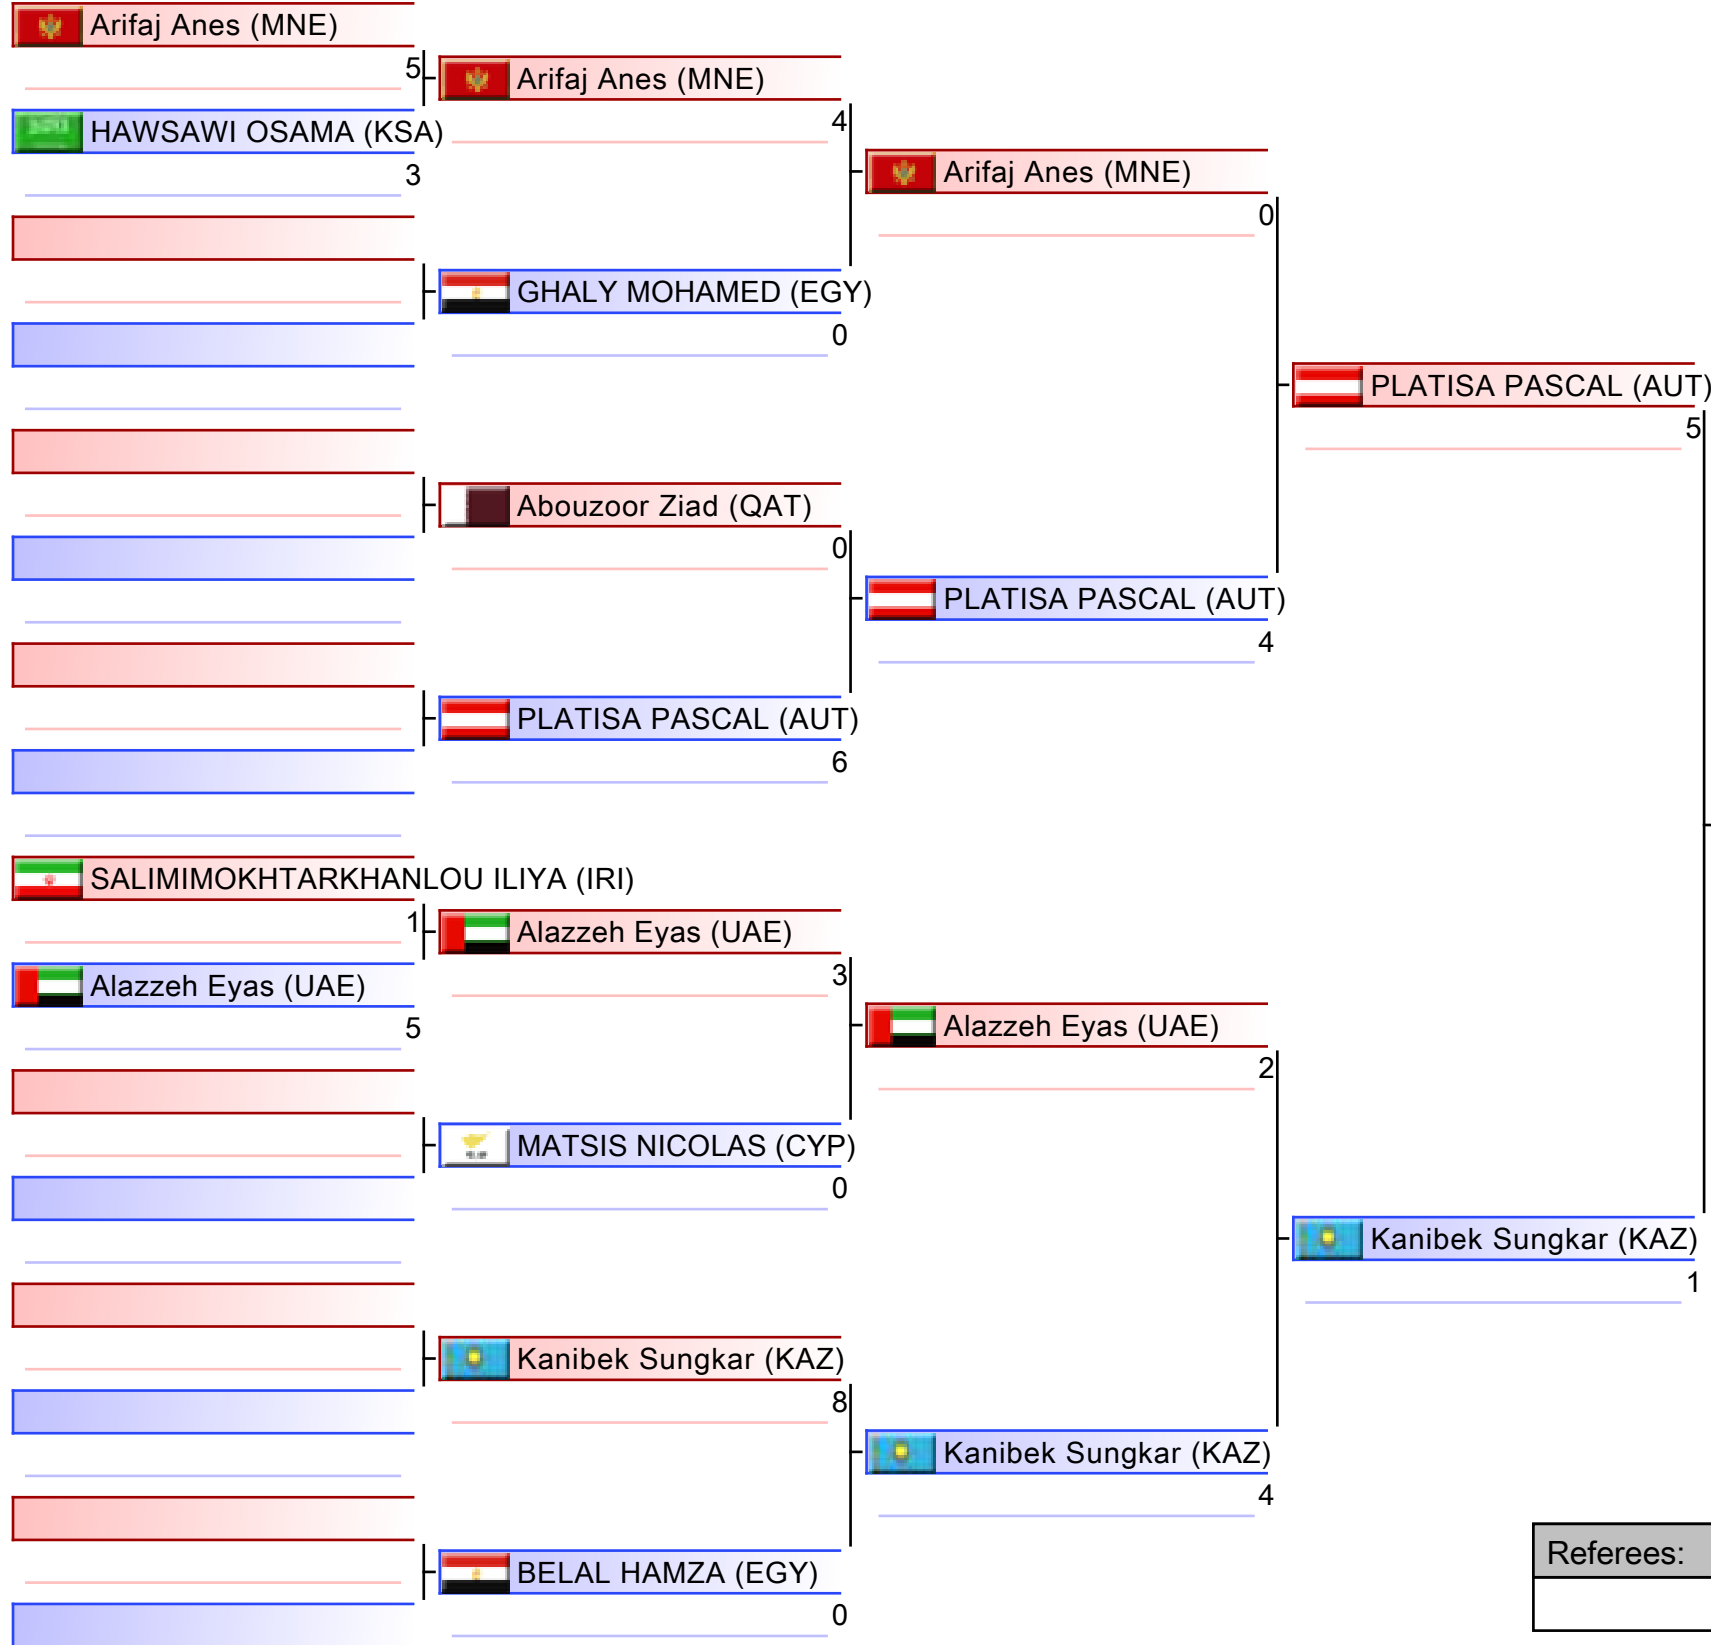 Arifaj Anes (MNE)
5
HAWSAWI OSAMA (KSA)
3
SALIMIMOKHTARKHANLOU ILIYA (IRI)
1
Alazzeh Eyas (UAE)
5
Arifaj Anes (MNE)
4
GHALY MOHAMED (EGY)
0
Abouzoor Ziad (QAT)
0
PLATISA PASCAL (AUT)
6
Alazzeh Eyas (UAE)
3
MATSIS NICOLAS (CYP)
0
Kanibek Sungkar (KAZ)
8
BELAL HAMZA (EGY)
0
Arifaj Anes (MNE)
0
PLATISA PASCAL (AUT)
4
Alazzeh Eyas (UAE)
2
Kanibek Sungkar (KAZ)
4
PLATISA PASCAL (AUT)
5
Kanibek Sungkar (KAZ)
1
Referees: